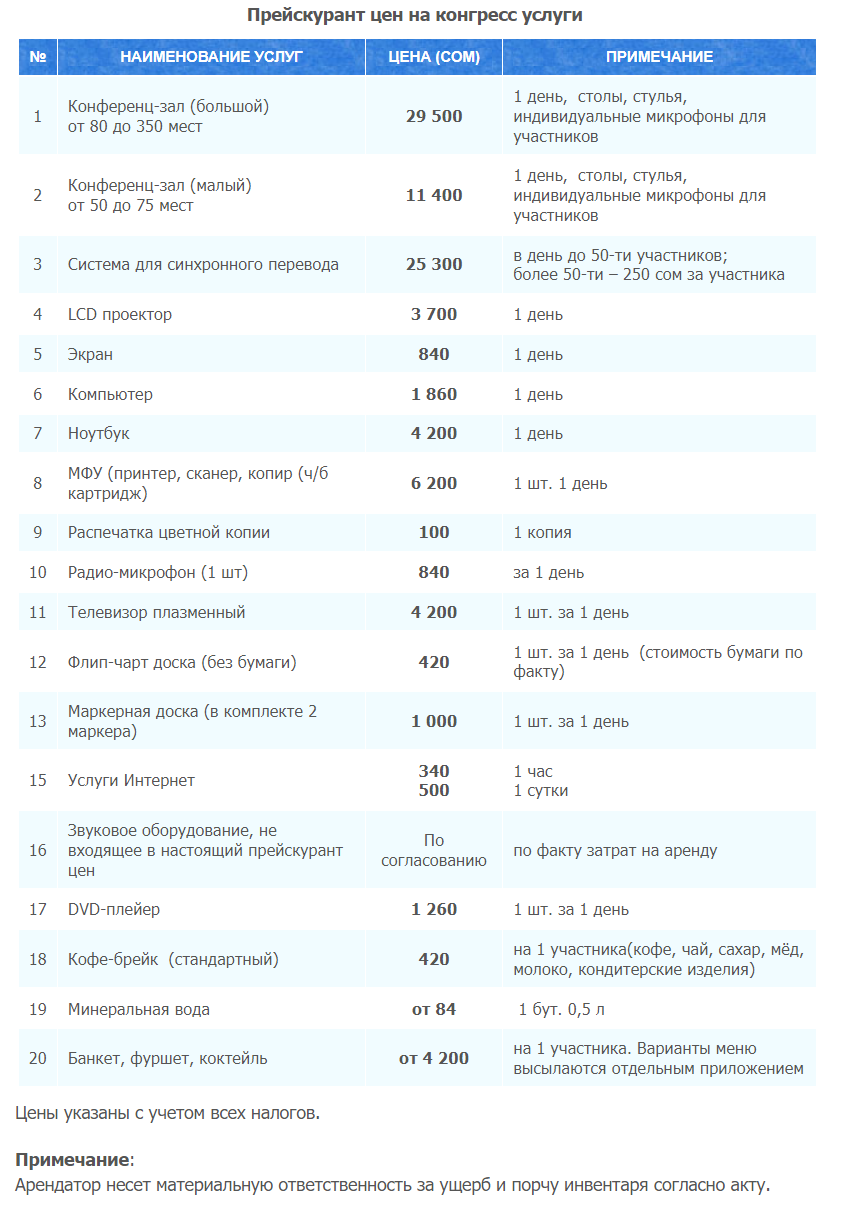 Прейскурант цен на конгресс услуги
№ НАИМЕНОВАНИЕ УСЛУГ ЦЕНА (СОМ) ПРИМЕЧАНИЕ
1 Конференц-зал (большой)
от 80 до 350 мест 29 500 1 день, столы, стулья,
индивидуальные микрофоны для
участников
2 Конференц-зал (малый)
от 50 до 75 мест 11 400 1 день, столы, стулья,
индивидуальные микрофоны для
участников
3 Система для синхронного перевода 25 300 в день до 50-ти участников;
более 50-ти – 250 сом за участника
4 LCD проектор 3 700 1 день
5 Экран 840 1 день
6 Компьютер 1 860 1 день
7 Ноутбук 4 200 1 день
8 МФУ (принтер, сканер, копир (ч/б
картридж) 6 200 1 шт. 1 день
9 Распечатка цветной копии 100 1 копия
10 Радио-микрофон (1 шт) 840 за 1 день
11 Телевизор плазменный 4 200 1 шт. за 1 день
12 Флип-чарт доска (без бумаги) 420 1 шт. за 1 день (стоимость бумаги по
факту)
13 Маркерная доска (в комплекте 2
маркера) 1 000 1 шт. за 1 день
15 Услуги Интернет 340 1 час
500 1 сутки
16 Звуковое оборудование, не
входящее в настоящий прейскурант
цен По
согласованию по факту затрат на аренду
17 DVD-плейер 1 260 1 шт. за 1 день
18 Кофе-брейк (стандартный) 420 на 1 участника(кофе, чай, сахар, мёд,
молоко, кондитерские изделия)
19 Минеральная вода от 84 1 бут. 0,5 л
20 Банкет, фуршет, коктейль от 4 200 на 1 участника. Варианты меню
высылаются отдельным приложением
Цены указаны с учетом всех налогов.
Примечание:
Арендатор несет материальную ответственность за ущерб и порчу инвентаря согласно акту.